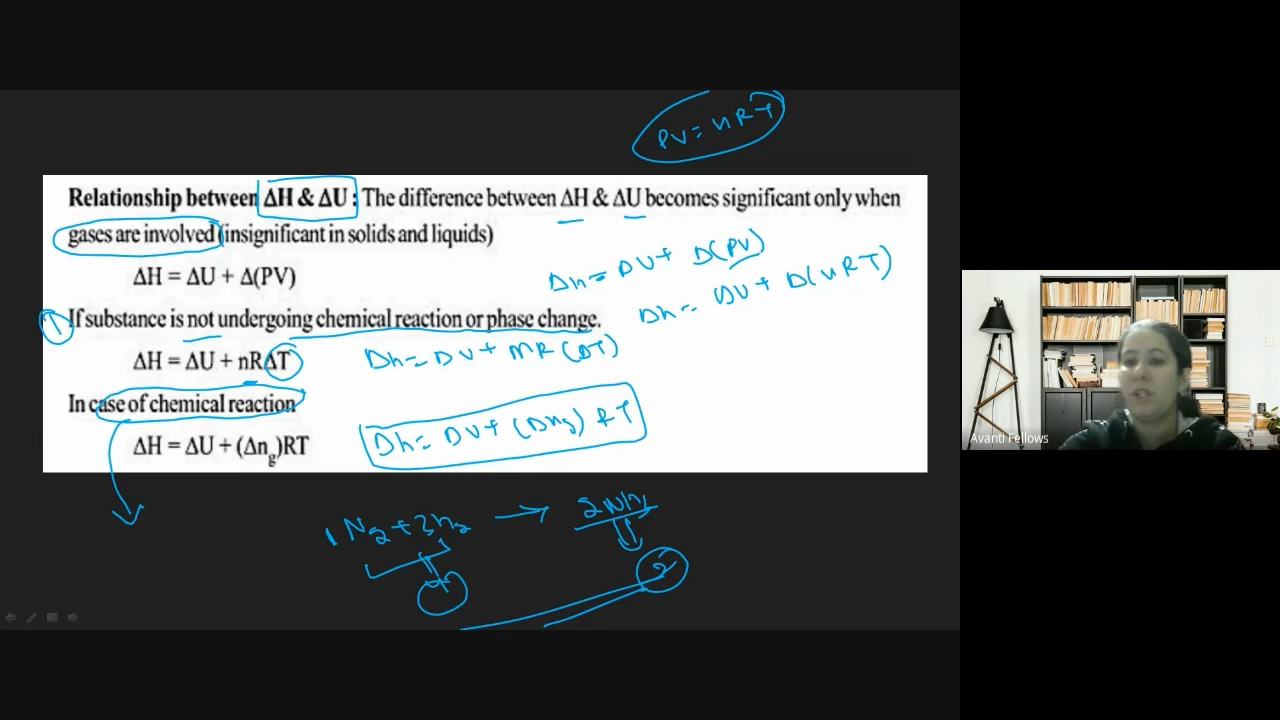 PV = nRT
Relationship between ΔH & ΔU : The difference between ΔH & ΔU becomes significant only when
gases are involved (insignificant in solids and liquids)
ΔH = ΔU + Δ(PV)
Δh = ΔU + Δ(PV)
Δh = ΔU + Δ(nRT)
1 If substance is not undergoing chemical reaction or phase change.
ΔH = ΔU + nRΔT
Δh = ΔU + nR(ΔT)
In case of chemical reaction
ΔH = ΔU + (Δng)RT
Δh = ΔU + (Δng) RT
1N2 + 3H2 → 2NH3
4
2
Avanti Fellows